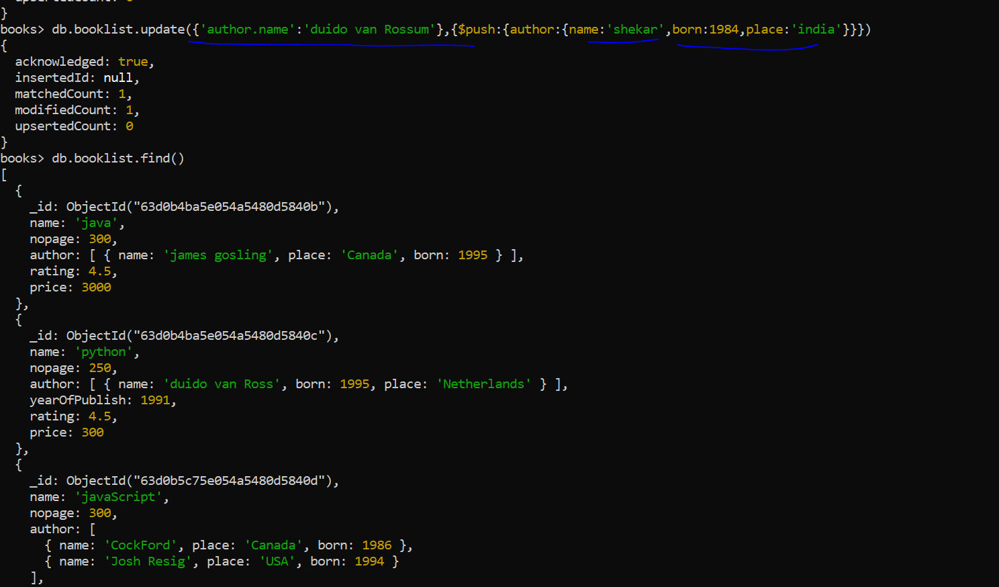 }
books> db.booklist.update({'author.name':'duido van Rossum'},{$push:{author:{name:'shekar',born:1984,place:'india'}}})
{
  acknowledged: true,
  insertedId: null,
  matchedCount: 1,
  modifiedCount: 1,
  upsertedCount: 0
}
books> db.booklist.find()
[
  {
    _id: ObjectId("63d0b4ba5e054a5480d5840b"),
    name: 'java',
    nopage: 300,
    author: [ { name: 'james gosling', place: 'Canada', born: 1995 } ],
    rating: 4.5,
    price: 3000
  },
  {
    _id: ObjectId("63d0b4ba5e054a5480d5840c"),
    name: 'python',
    nopage: 250,
    author: [ { name: 'duido van Ross', born: 1995, place: 'Netherlands' } ],
    yearOfPublish: 1991,
    rating: 4.5,
    price: 300
  },
  {
    _id: ObjectId("63d0b5c75e054a5480d5840d"),
    name: 'javaScript',
    nopage: 300,
    author: [
      { name: 'CockFord', place: 'Canada', born: 1986 },
      { name: 'Josh Resig', place: 'USA', born: 1994 }
    ],